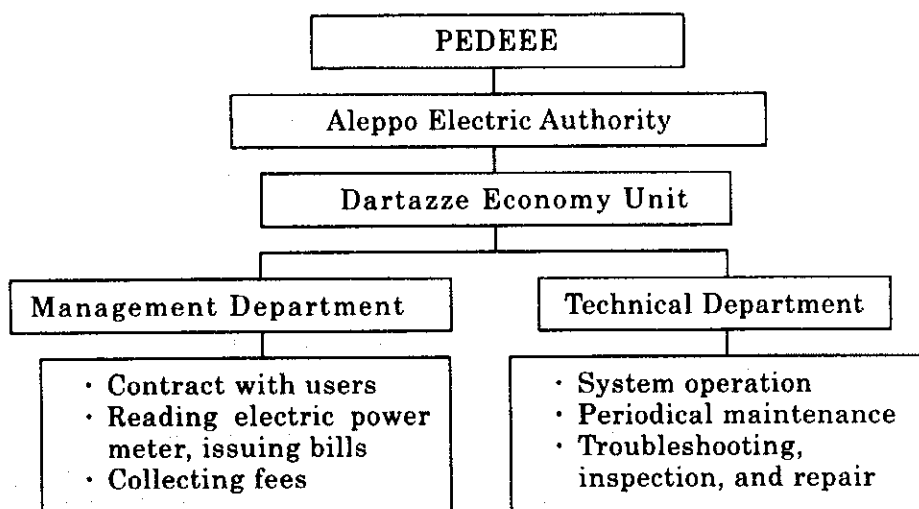 PEDEEE
Aleppo Electric Authority
Dartazze Economy Unit
Management Department
Technical Department
· Contract with users
· Reading electric power
meter, issuing bills
· Collecting fees
· System operation
· Periodical maintenance
· Troubleshooting,
inspection, and repair